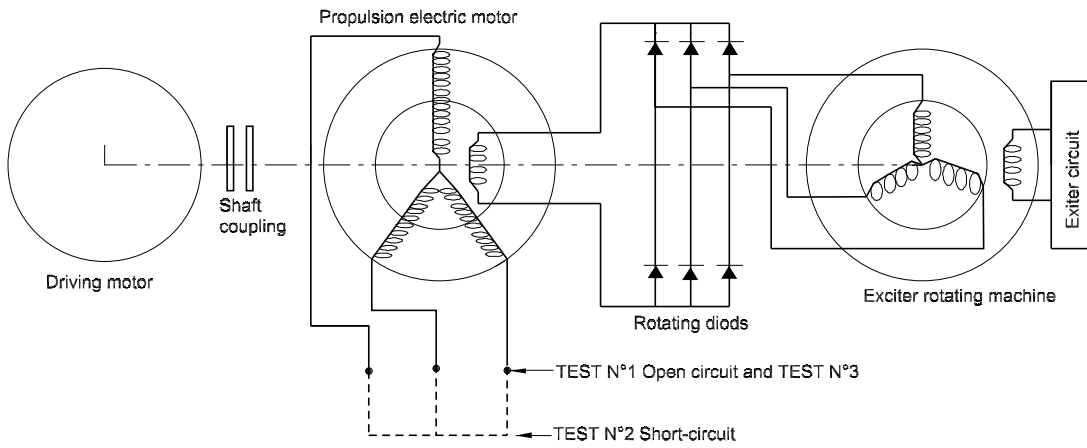 Propulsion electric motor
Shaft
coupling
Driving motor
Rotating diods
Exiter circuit
Exciter rotating machine
TEST N°1 Open circuit and TEST N°3
TEST N°2 Short-circuit